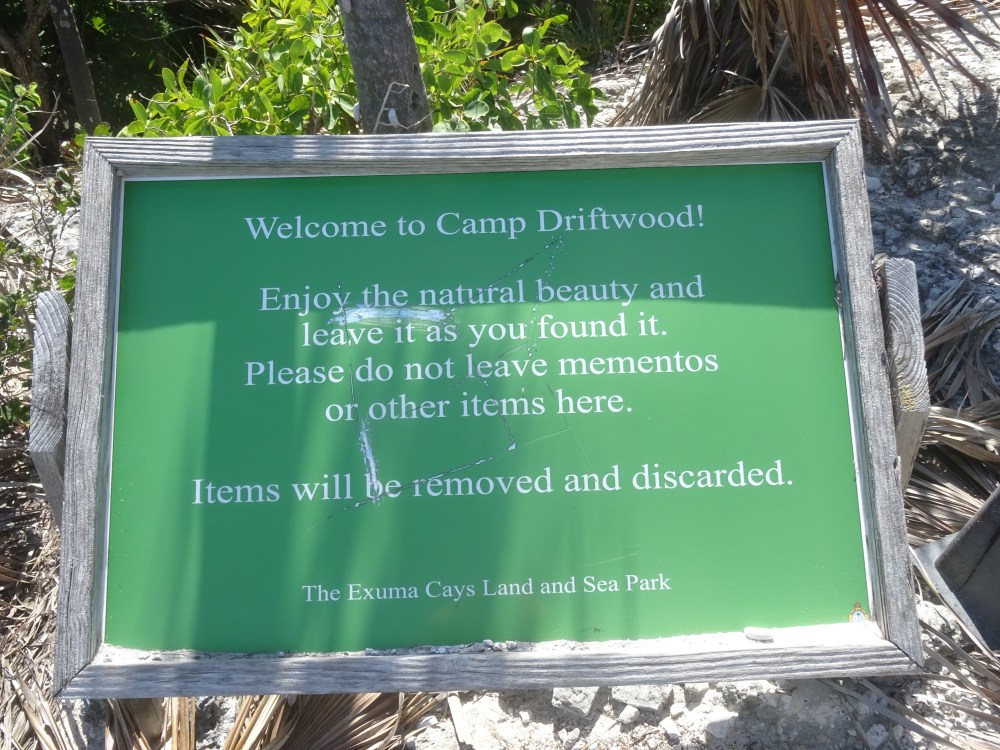 Welcome to Camp Driftwood!
Enjoy the natural beauty and
leave it as you found it.
Please do not leave mementos
or other items here.
Items will be removed and discarded.
The Exuma Cays Land and Sea Park